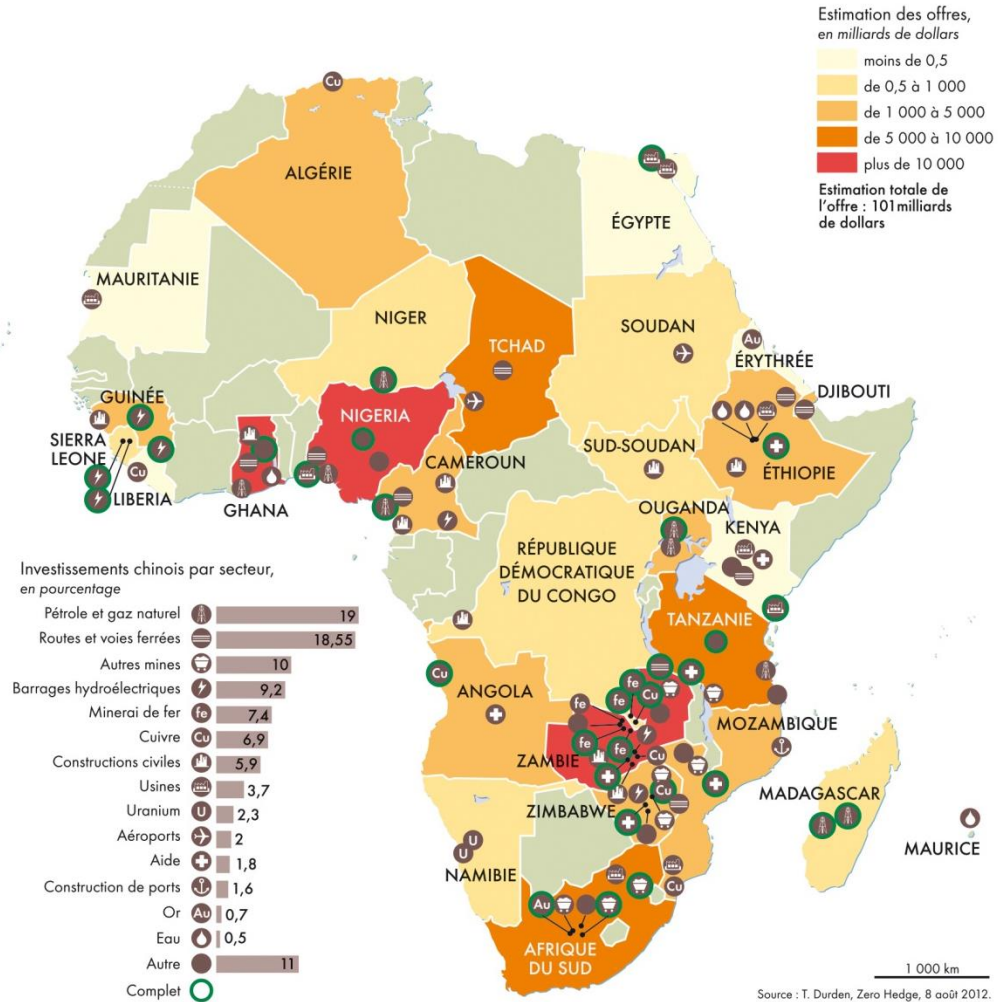 Estimation des offres,
en milliards de dollars
moins de 0,5
de 0,5 à 1 000
de 1 000 à 5 000
de 5 000 à 10 000
plus de 10 000
Estimation totale de
l'offre : 101 milliards
de dollars
Cu
ALGÉRIE
ÉGYPTE
MAURITANIE
NIGER
TCHAD
SOUDAN
Au
ÉRYTHRÉE
DJIBOUTI
GUINÉE
NIGERIA
SIERRA
LEONE
Cu
LIBERIA
GHANA
CAMEROUN
SUD-SOUDAN
ÉTHIOPIE
OUGANDA
KENYA
RÉPUBLIQUE
DÉMOCRATIQUE
DU CONGO
TANZANIE
Cu
ANGOLA
fe
fe
Cu
fe
fe
fe
ZAMBIE
Cu
MOZAMBIQUE
Cu
ZIMBABWE
MADAGASCAR
MAURICE
U
U
NAMIBIE
Cu
Au
AFRIQUE
DU SUD
Investissements chinois par secteur,
en pourcentage
Pétrole et gaz naturel 19
Routes et voies ferrées 18,55
Autres mines 10
Barrages hydroélectriques 9,2
Minerai de fer fe 7,4
Cuivre Cu 6,9
Constructions civiles 5,9
Usines 3,7
Uranium U 2,3
Aéroports 2
Aide 1,8
Construction de ports 1,6
Or Au 0,7
Eau 0,5
Autre 11
Complet
1 000 km
Source : T. Durden, Zero Hedge, 8 août 2012.